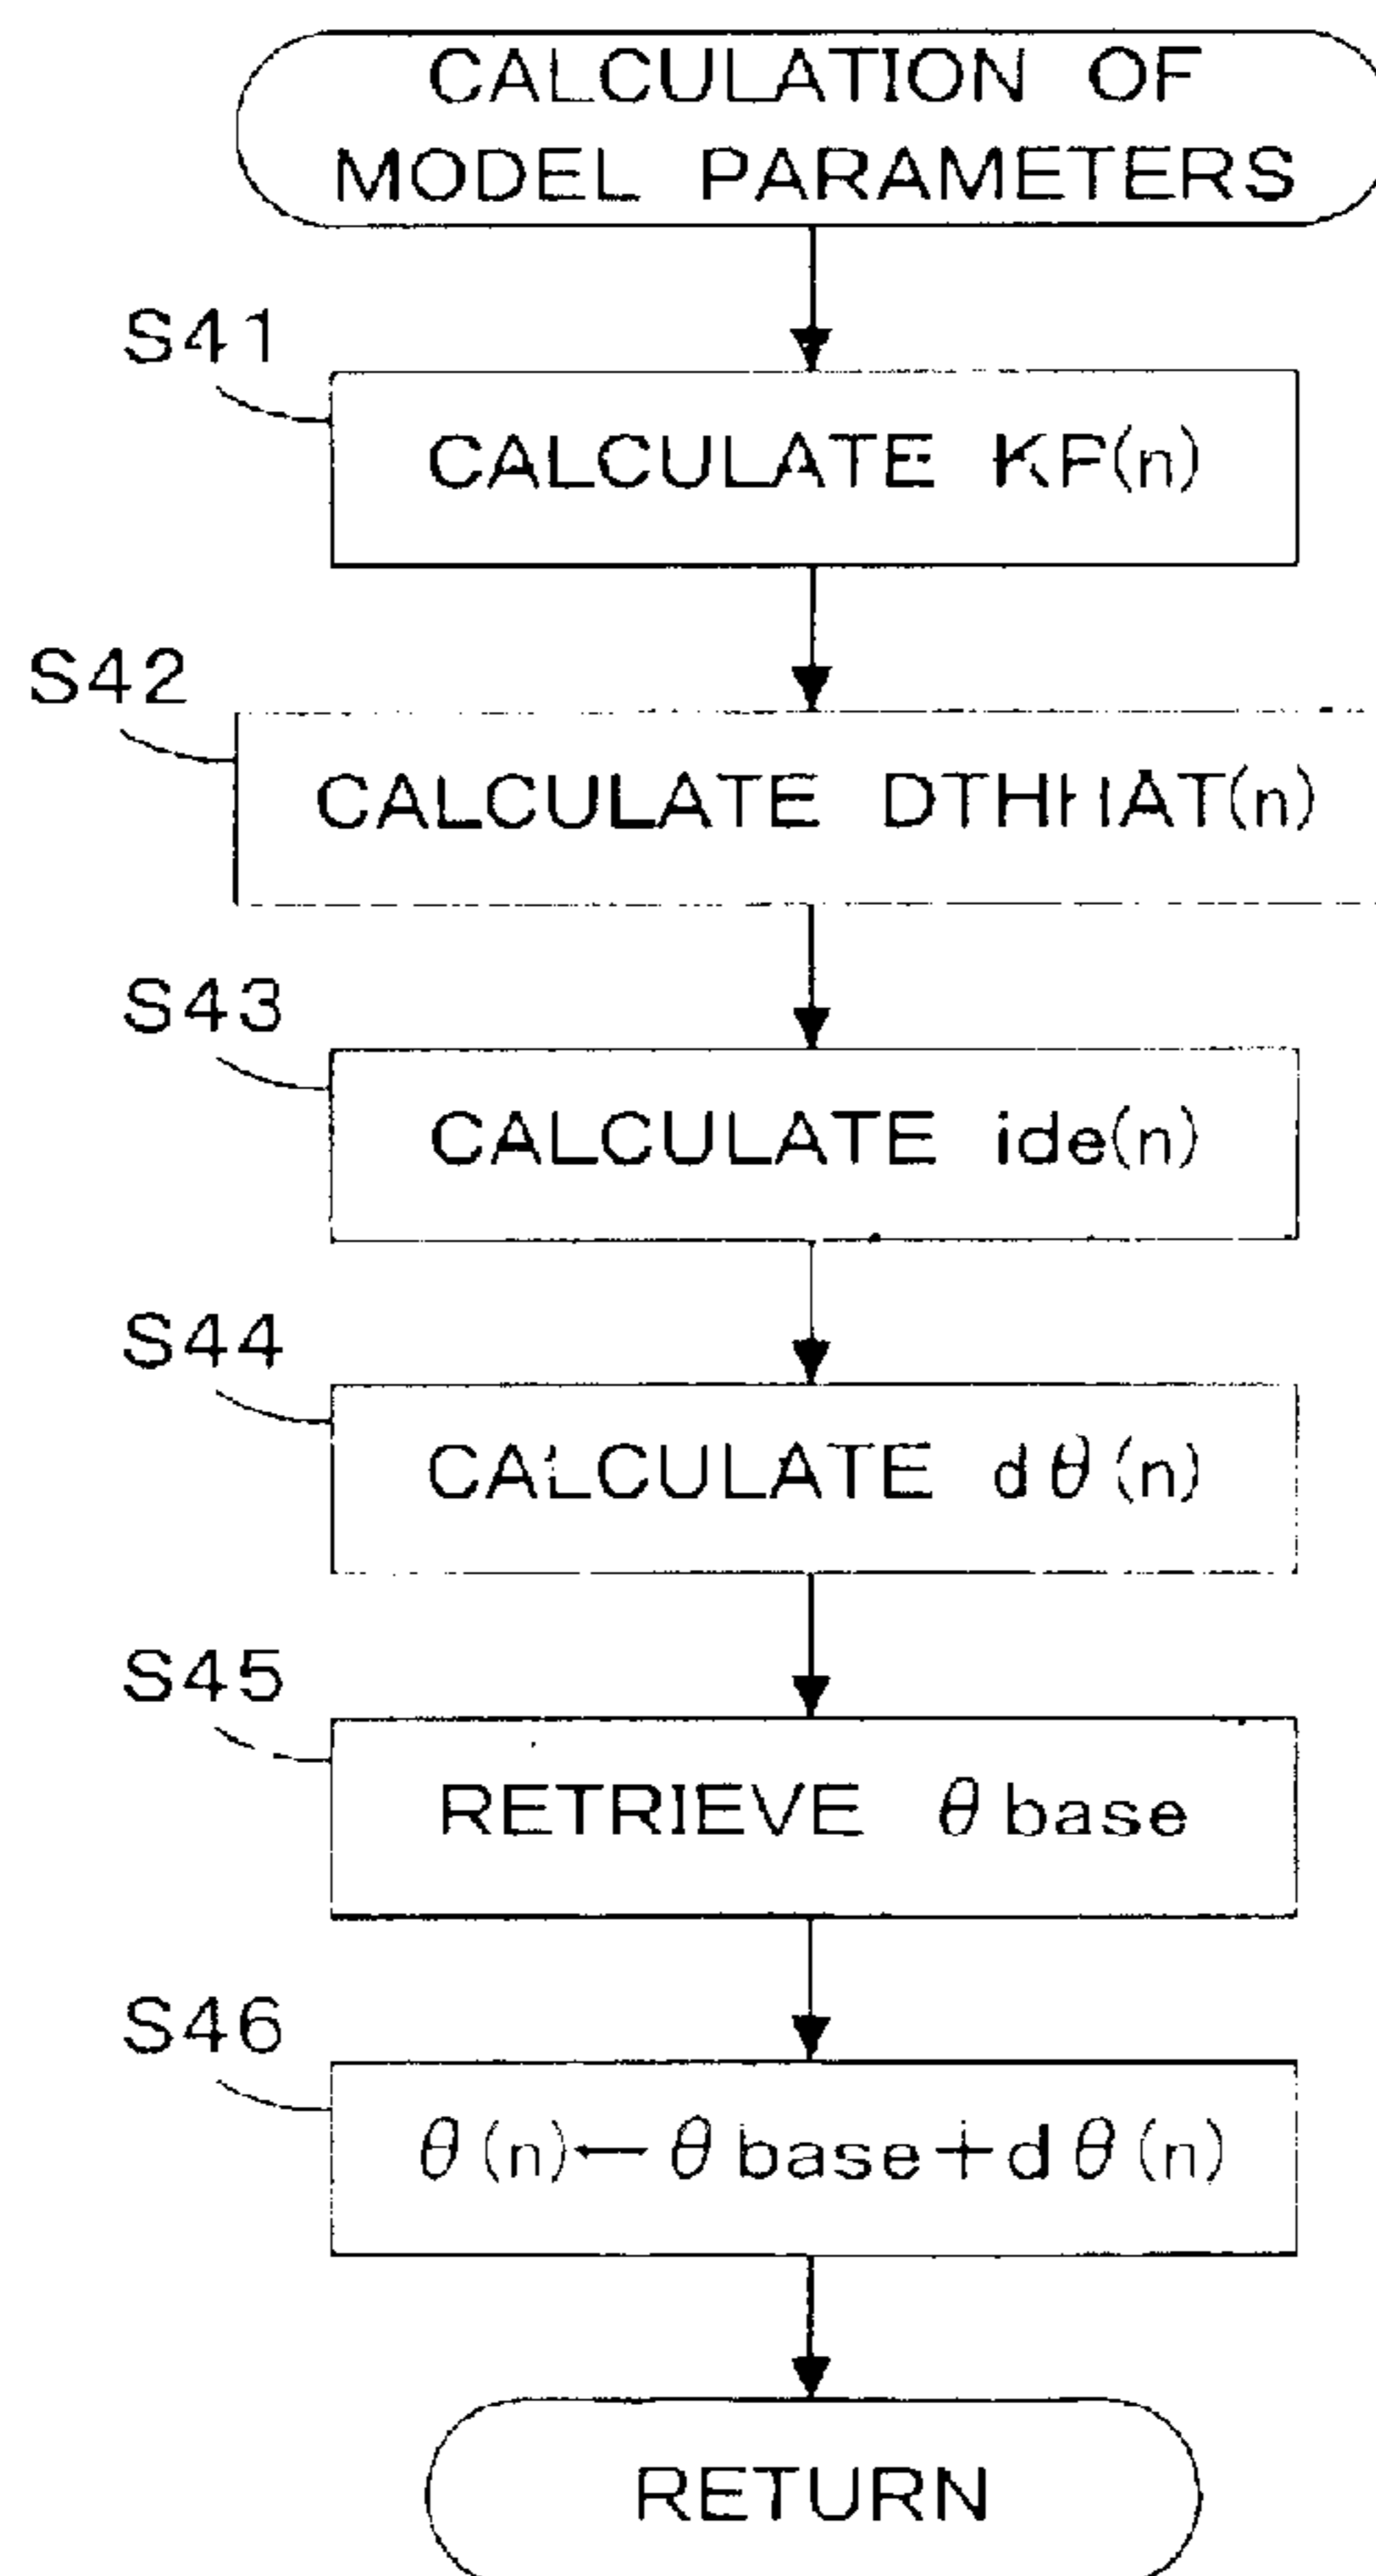 CALCULATION OF
MODEL PARAMETERS
S41
CALCULATE KP(n)
S42
CALCULATE DTHHAT(n)
S43
CALCULATE ide(n)
S44
CALCULATE dθ(n)
S45
RETRIEVE θbase
S46
θ(n)←θbase+dθ(n)
RETURN